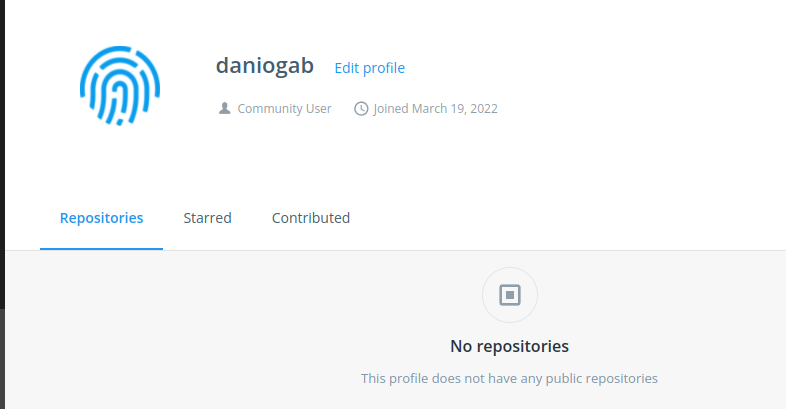 daniogab Edit profile
Community User Joined March 19, 2022
Repositories Starred Contributed
No repositories
This profile does not have any public repositories